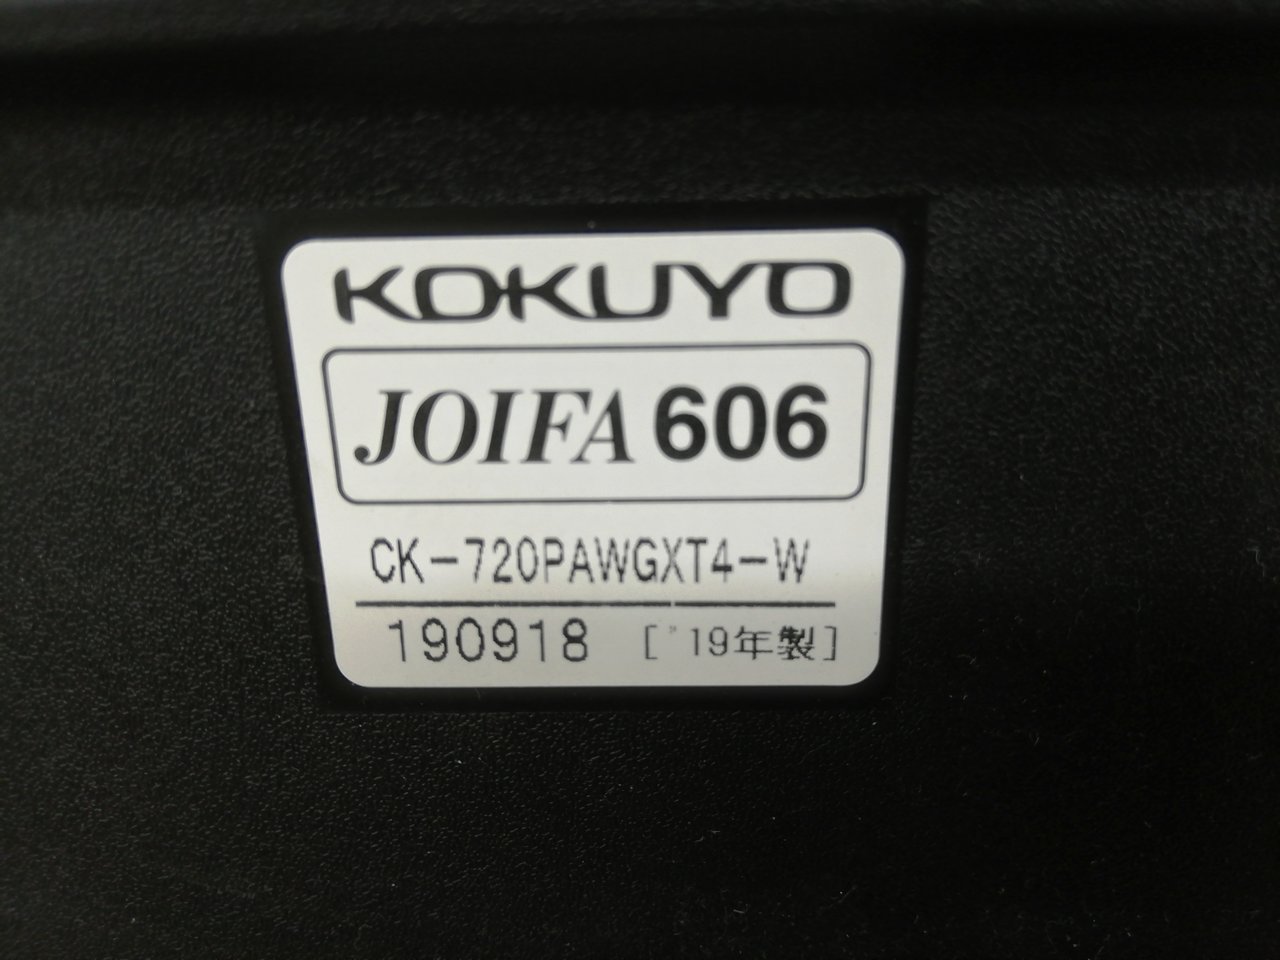 KOKUYO
JOIFA 606
CK-720PAWGXT4-W
190918 ['19年製]